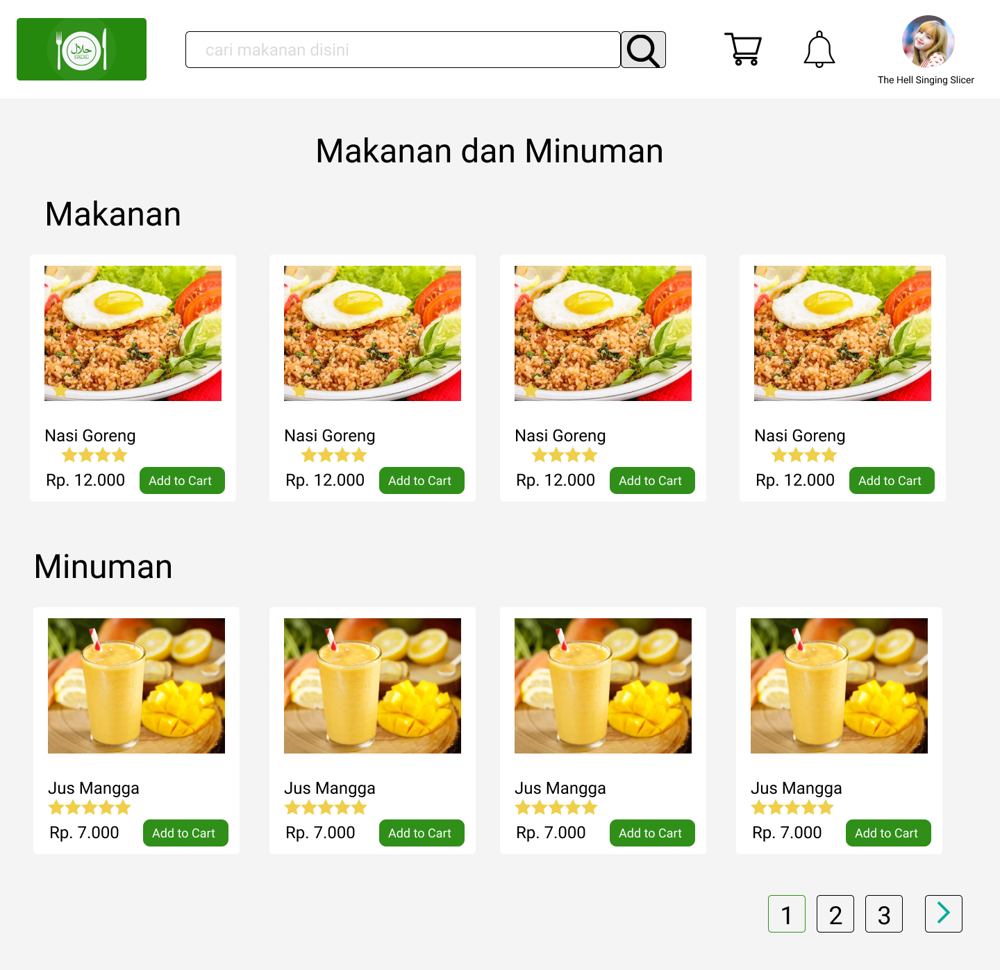 حلال
HALAL
cari makanan disini
The Hell Singing Slicer
Makanan dan Minuman
Makanan
Nasi Goreng
Rp. 12.000
Add to Cart
Nasi Goreng
Rp. 12.000
Add to Cart
Nasi Goreng
Rp. 12.000
Add to Cart
Nasi Goreng
Rp. 12.000
Add to Cart
Minuman
Jus Mangga
Rp. 7.000
Add to Cart
Jus Mangga
Rp. 7.000
Add to Cart
Jus Mangga
Rp. 7.000
Add to Cart
Jus Mangga
Rp. 7.000
Add to Cart
1 2 3